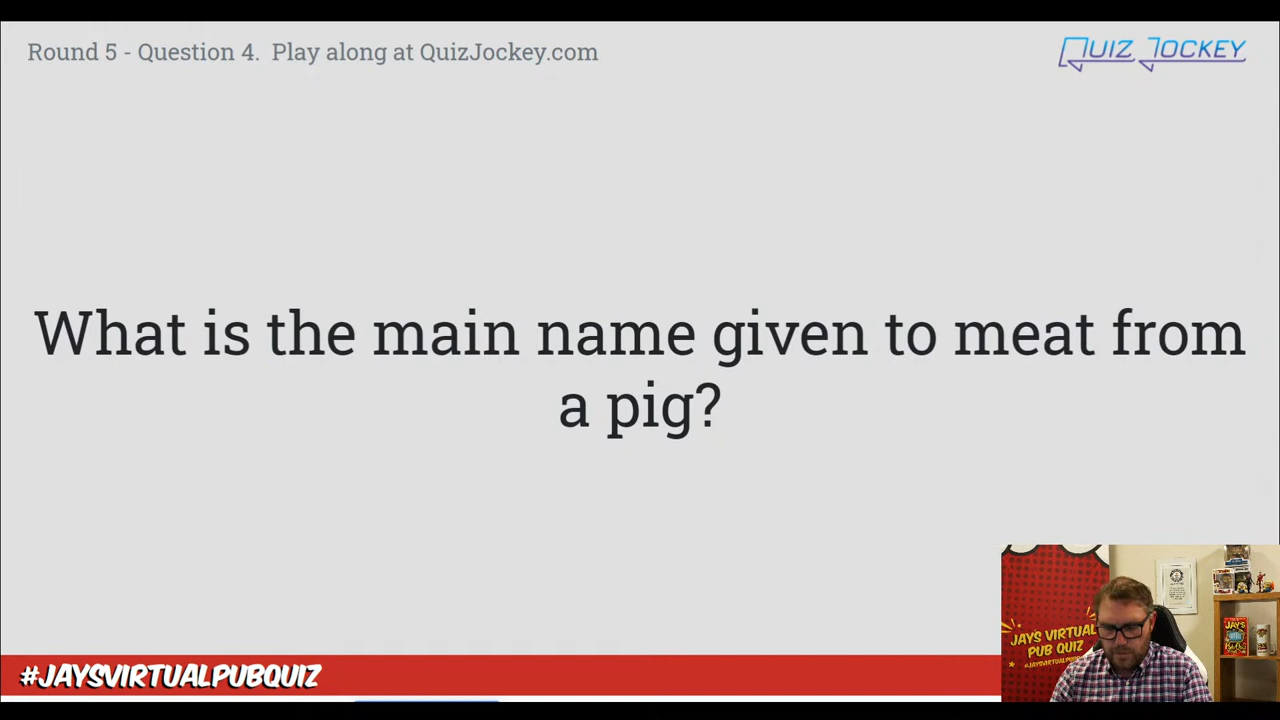 Round 5 - Question 4.  Play along at QuizJockey.com
QUIZ JOCKEY
What is the main name given to meat from
a pig?
JAYS VIRTUAL
PUB QUIZ
#JAYSVIRTUALPUBQUIZ
JAY'S